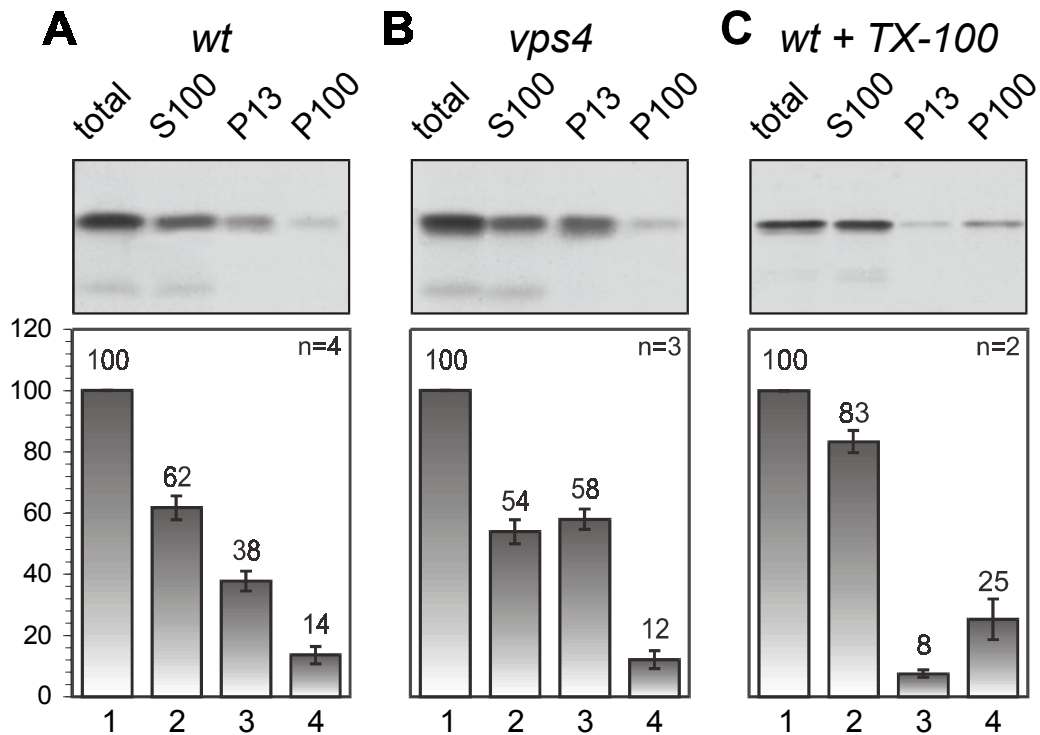 A wt B vps4 C wt + TX-100
total S100 P13 P100 total S100 P13 P100 total S100 P13 P100
120 n=4 n=3 n=2
100 100 100
100
83
80
62
60
54 58
40
38
25
20
14 12 8
0
1 2 3 4 1 2 3 4 1 2 3 4